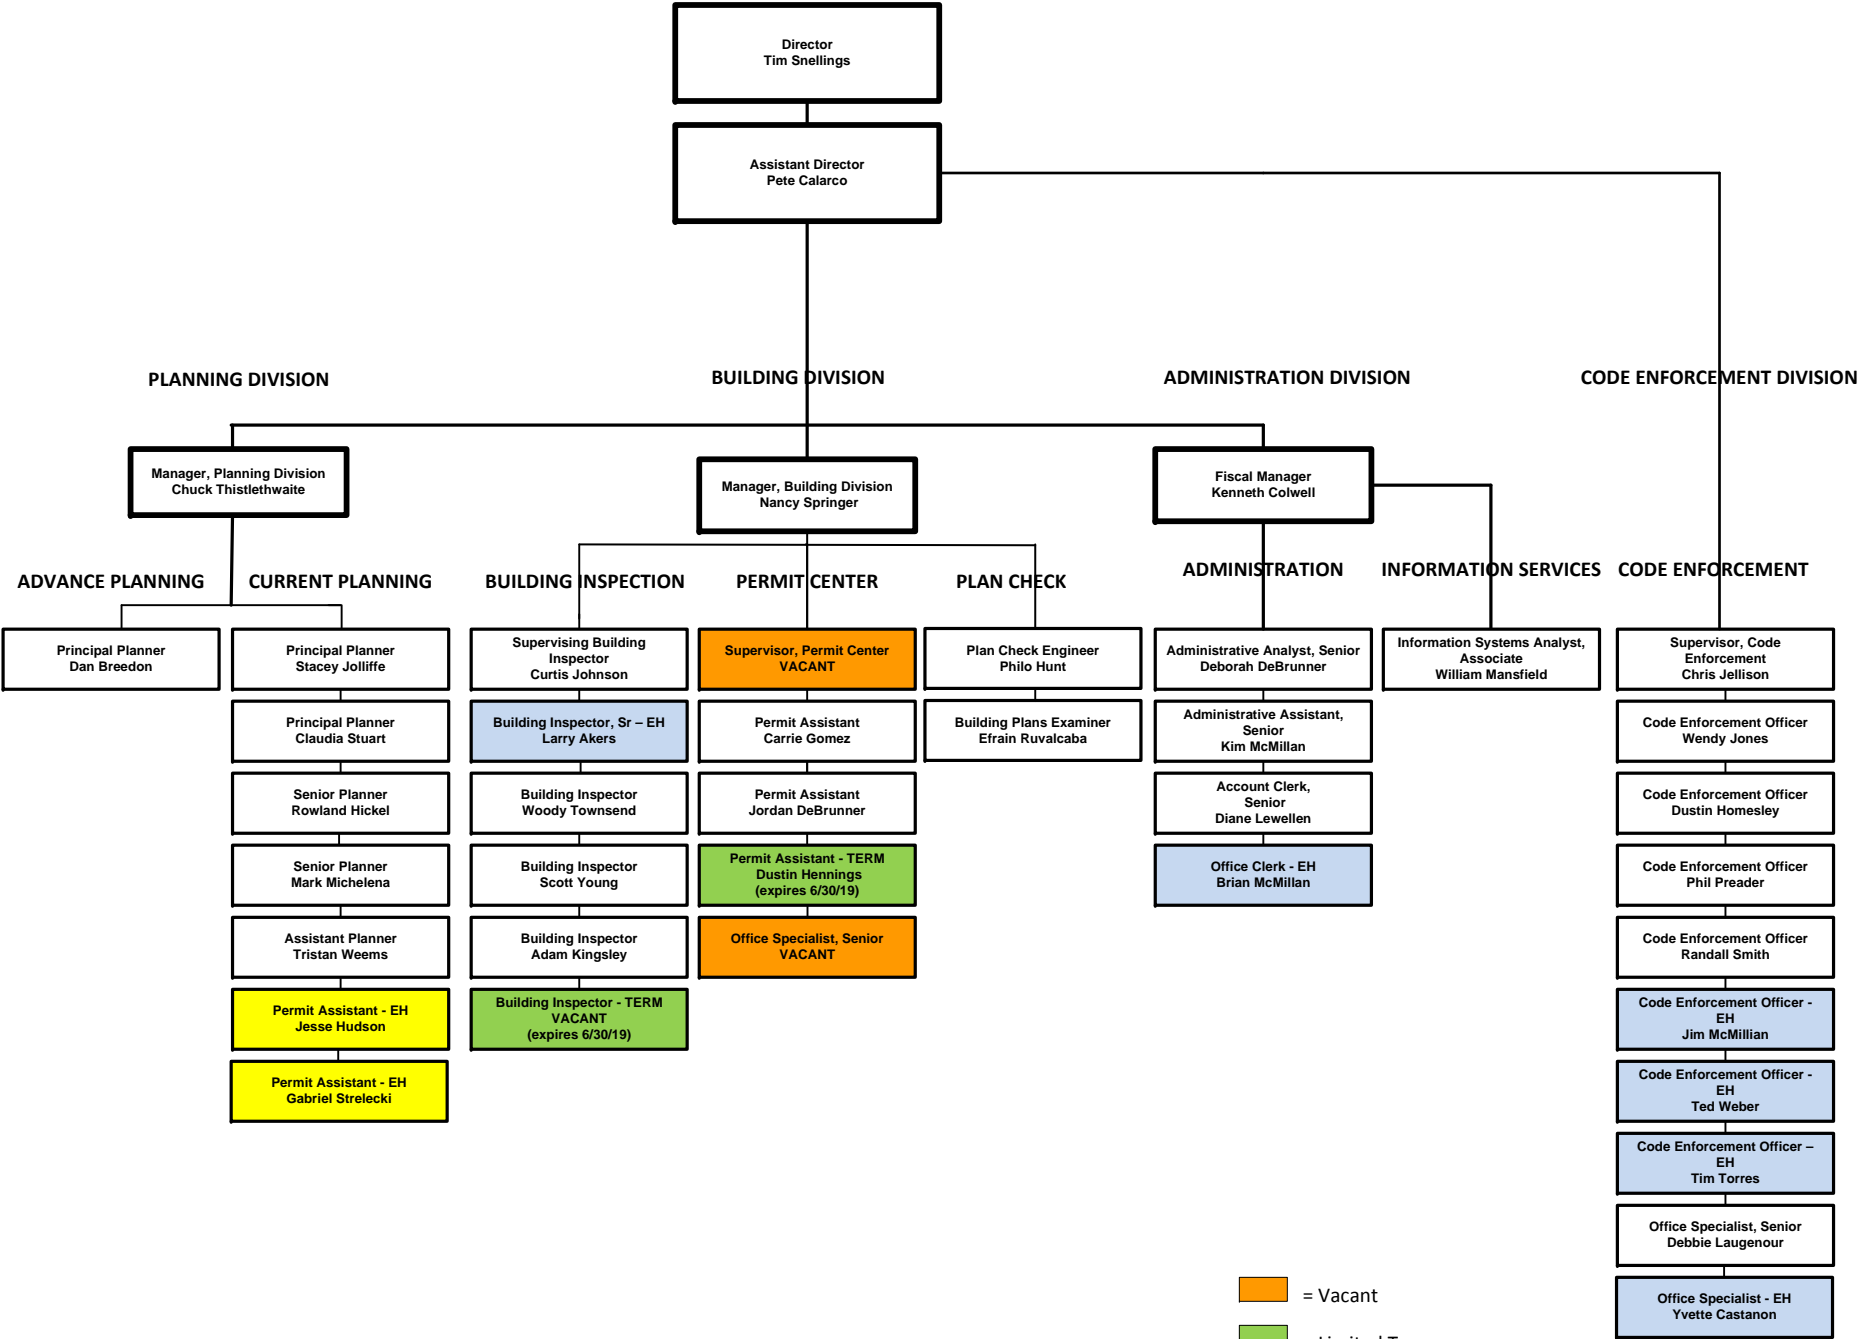 Director
Tim Snellings
Assistant Director
Pete Calarco
PLANNING DIVISION
BUILDING DIVISION
ADMINISTRATION DIVISION
CODE ENFORCEMENT DIVISION
Manager, Planning Division
Chuck Thistlethwaite
Manager, Building Division
Nancy Springer
Fiscal Manager
Kenneth Colwell
ADVANCE PLANNING
CURRENT PLANNING
BUILDING INSPECTION
PERMIT CENTER
PLAN CHECK
ADMINISTRATION
INFORMATION SERVICES
CODE ENFORCEMENT
Principal Planner
Dan Breedon
Principal Planner
Stacey Jolliffe
Principal Planner
Claudia Stuart
Senior Planner
Rowland Hickel
Senior Planner
Mark Michelena
Assistant Planner
Tristan Weems
Permit Assistant - EH
Jesse Hudson
Permit Assistant - EH
Gabriel Strelecki
Supervising Building
Inspector
Curtis Johnson
Building Inspector, Sr – EH
Larry Akers
Building Inspector
Woody Townsend
Building Inspector
Scott Young
Building Inspector
Adam Kingsley
Building Inspector - TERM
VACANT
(expires 6/30/19)
Supervisor, Permit Center
VACANT
Permit Assistant
Carrie Gomez
Permit Assistant
Jordan DeBrunner
Permit Assistant - TERM
Dustin Hennings
(expires 6/30/19)
Office Specialist, Senior
VACANT
Plan Check Engineer
Philo Hunt
Building Plans Examiner
Efrain Ruvalcaba
Administrative Analyst, Senior
Deborah DeBrunner
Administrative Assistant,
Senior
Kim McMillan
Account Clerk,
Senior
Diane Lewellen
Office Clerk - EH
Brian McMillan
Information Systems Analyst,
Associate
William Mansfield
Supervisor, Code
Enforcement
Chris Jellison
Code Enforcement Officer
Wendy Jones
Code Enforcement Officer
Dustin Homesley
Code Enforcement Officer
Phil Preader
Code Enforcement Officer
Randall Smith
Code Enforcement Officer -
EH
Jim McMillian
Code Enforcement Officer -
EH
Ted Weber
Code Enforcement Officer –
EH
Tim Torres
Office Specialist, Senior
Debbie Laugenour
Office Specialist - EH
Yvette Castanon
= Vacant